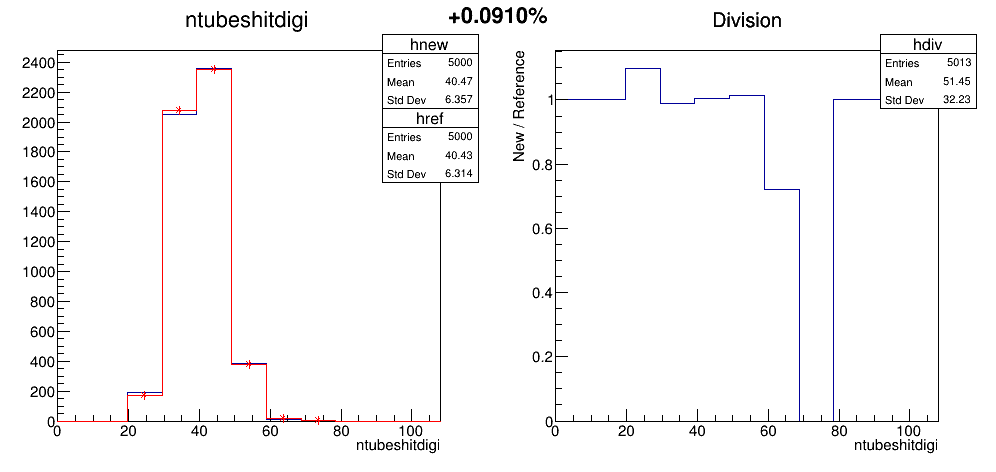 ntubeshitdigi
+0.0910%
Division
hnew
Entries 5000
Mean 40.47
Std Dev 6.357
href
Entries 5000
Mean 40.43
Std Dev 6.314
2400
2200
2000
1800
1600
1400
1200
1000
800
600
400
200
0
0 20 40 60 80 100
ntubeshitdigi
hdiv
Entries 5013
Mean 51.45
Std Dev 32.23
New / Reference
1
0.8
0.6
0.4
0.2
0
0 20 40 60 80 100
ntubeshitdigi